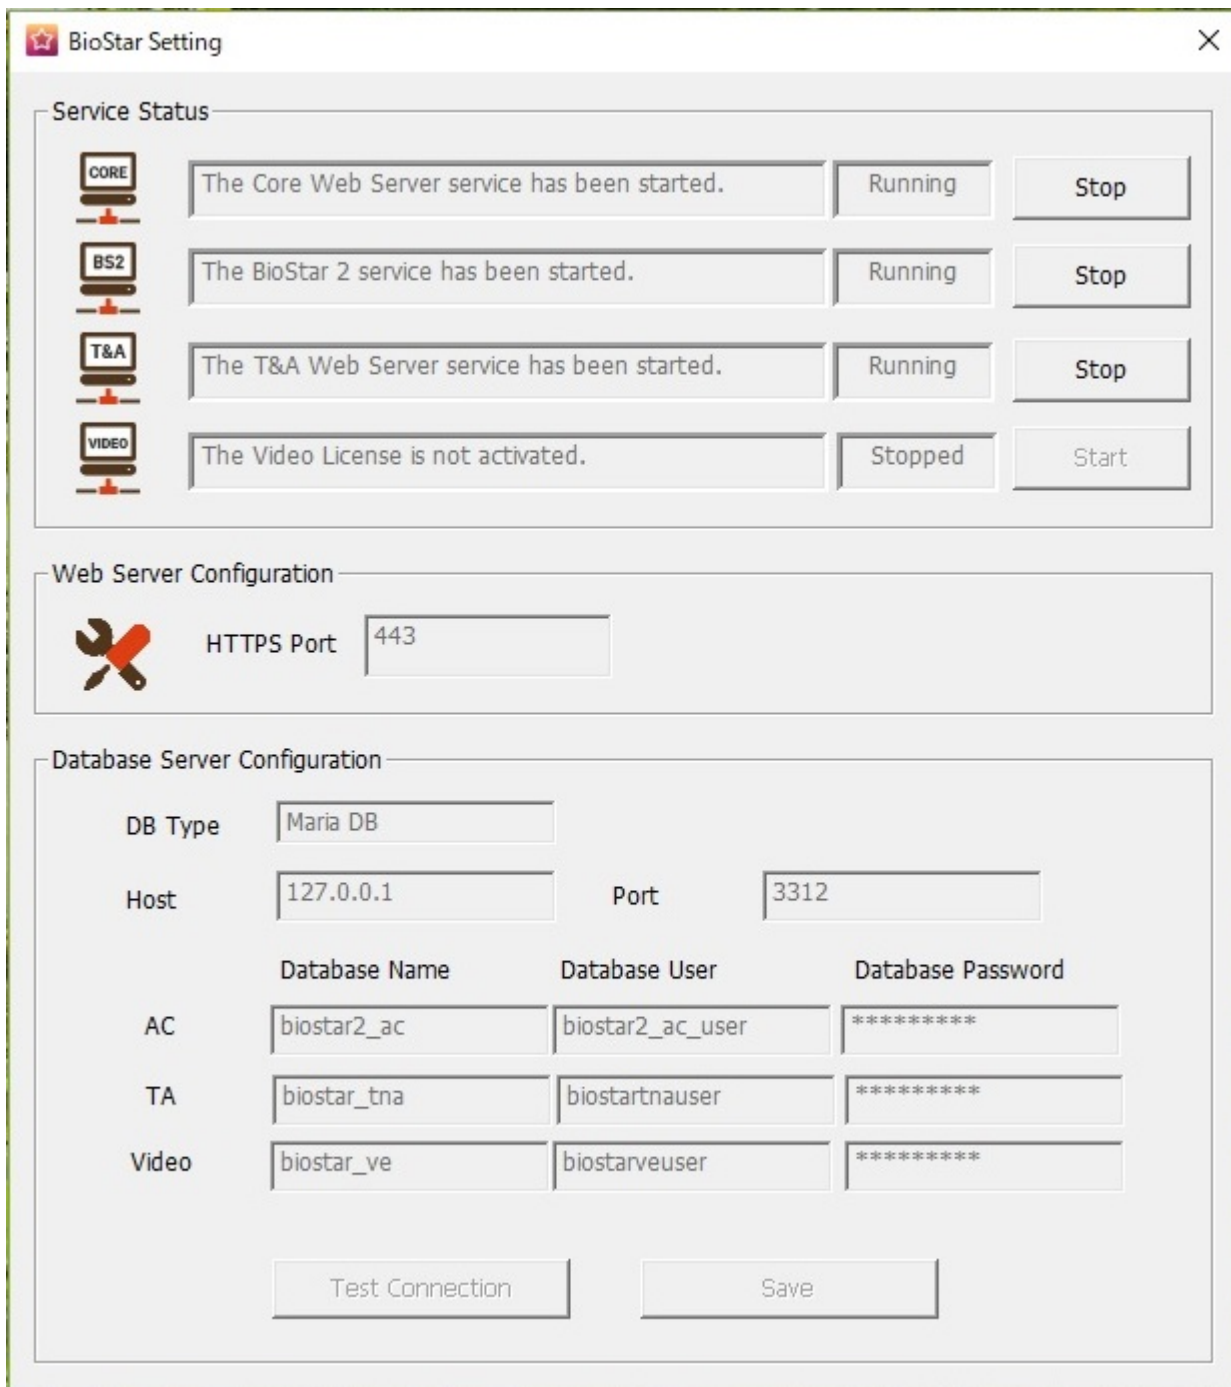 BioStar Setting
Service Status
CORE The Core Web Server service has been started. Running Stop
BS2 The BioStar 2 service has been started. Running Stop
T&A The T&A Web Server service has been started. Running Stop
VIDEO The Video License is not activated. Stopped Start
Web Server Configuration
HTTPS Port 443
Database Server Configuration
DB Type Maria DB
Host 127.0.0.1 Port 3312
Database Name Database User Database Password
AC biostar2_ac biostar2_ac_user *********
TA biostar_tna biostartnauser *********
Video biostar_ve biostarveuser *********
Test Connection Save